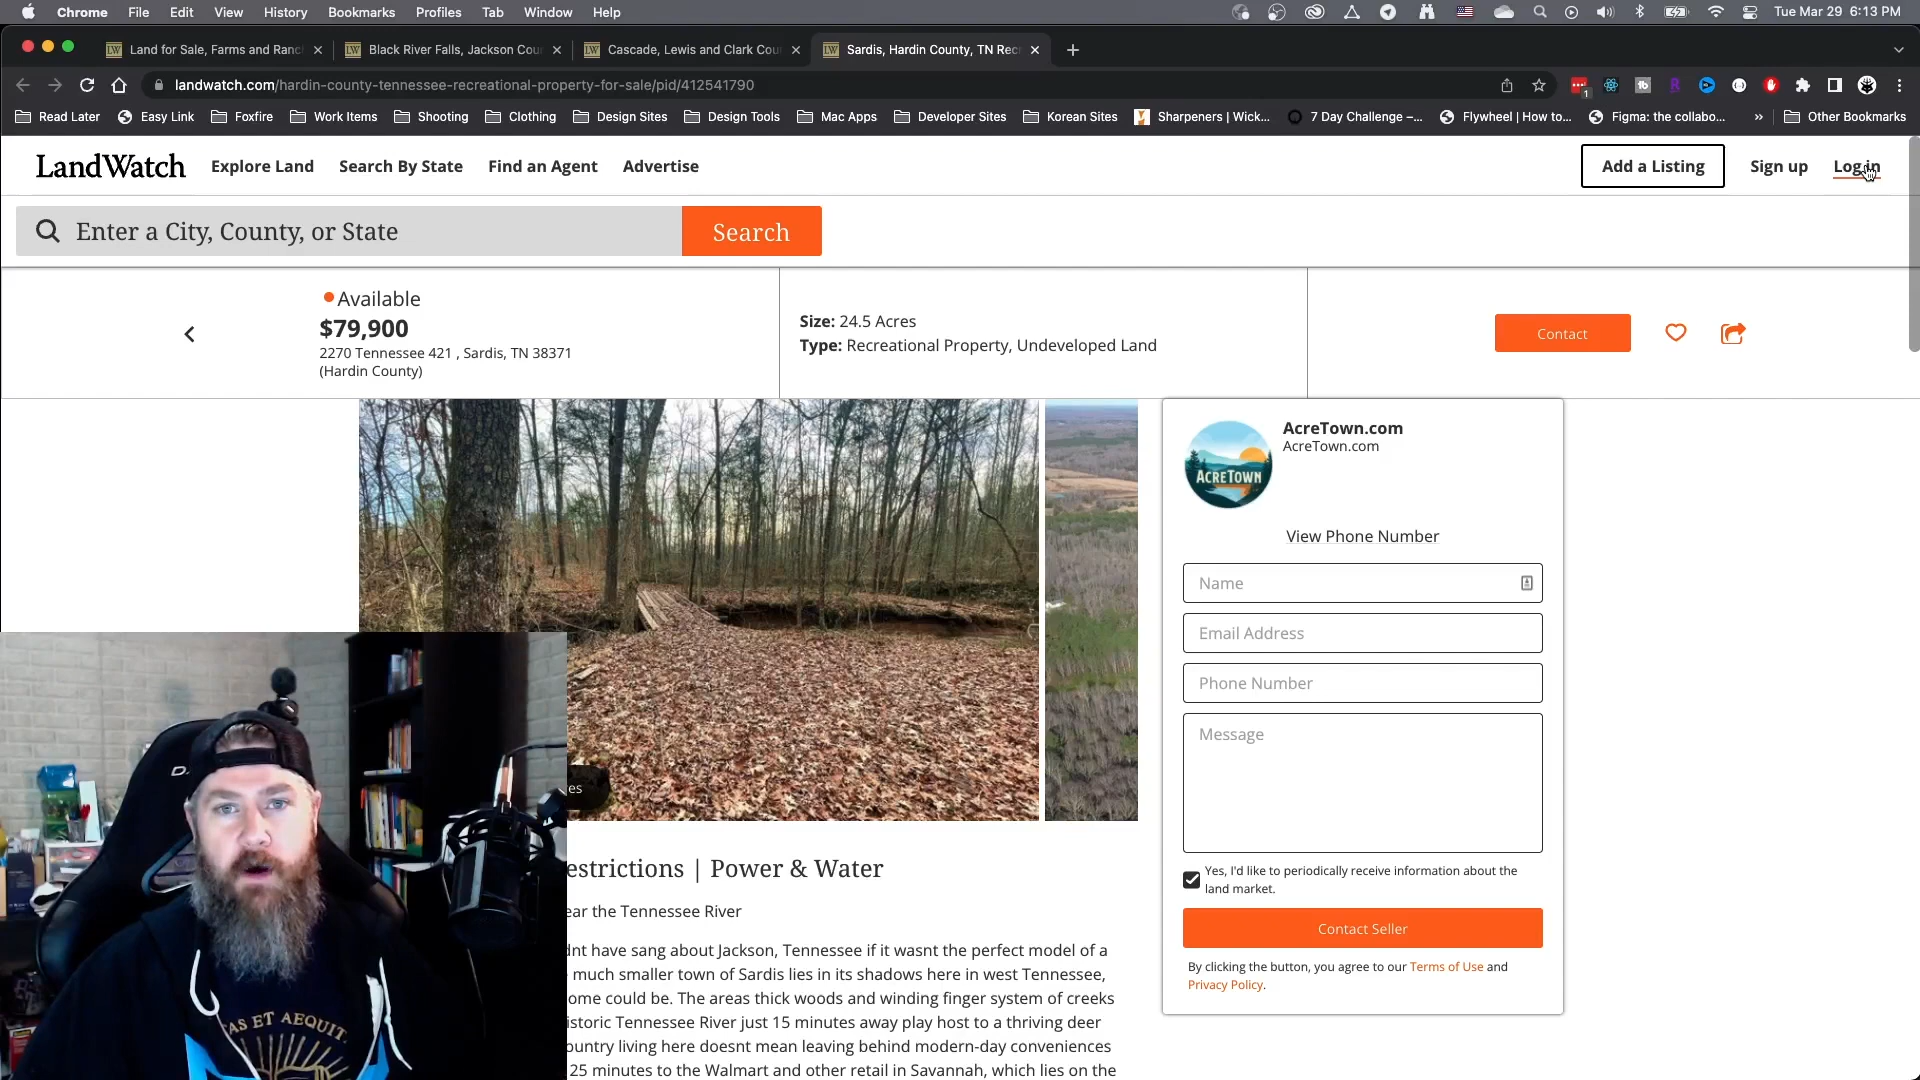 Chrome File Edit View History Bookmarks Profiles Tab Window Help Tue Mar 29 6:13 PM
Land for Sale, Farms and Ranc Black River Falls, Jackson Cou Cascade, Lewis and Clark Cou Sardis, Hardin County, TN Rec
landwatch.com/hardin-county-tennessee-recreational-property-for-sale/pid/412541790
Read Later Easy Link Foxfire Work Items Shooting Clothing Design Sites Design Tools Mac Apps Developer Sites Korean Sites Sharpeners | Wick... 7 Day Challenge –... Flywheel | How to... Figma: the collabo... » Other Bookmarks
LandWatch Explore Land Search By State Find an Agent Advertise Add a Listing Sign up Log in
Enter a City, County, or State Search
Available
$79,900
2270 Tennessee 421 , Sardis, TN 38371
(Hardin County)
Size: 24.5 Acres
Type: Recreational Property, Undeveloped Land
Contact
AcreTown.com
AcreTown.com
ACRETOWN
View Phone Number
Name
Email Address
Phone Number
Message
Yes, I'd like to periodically receive information about the
land market.
Contact Seller
By clicking the button, you agree to our Terms of Use and
Privacy Policy.
es
estrictions | Power & Water
ear the Tennessee River
dnt have sang about Jackson, Tennessee if it wasnt the perfect model of a
much smaller town of Sardis lies in its shadows here in west Tennessee,
ome could be. The areas thick woods and winding finger system of creeks
istoric Tennessee River just 15 minutes away play host to a thriving deer
ountry living here doesnt mean leaving behind modern-day conveniences
25 minutes to the Walmart and other retail in Savannah, which lies on the
AS ET AEQUIT